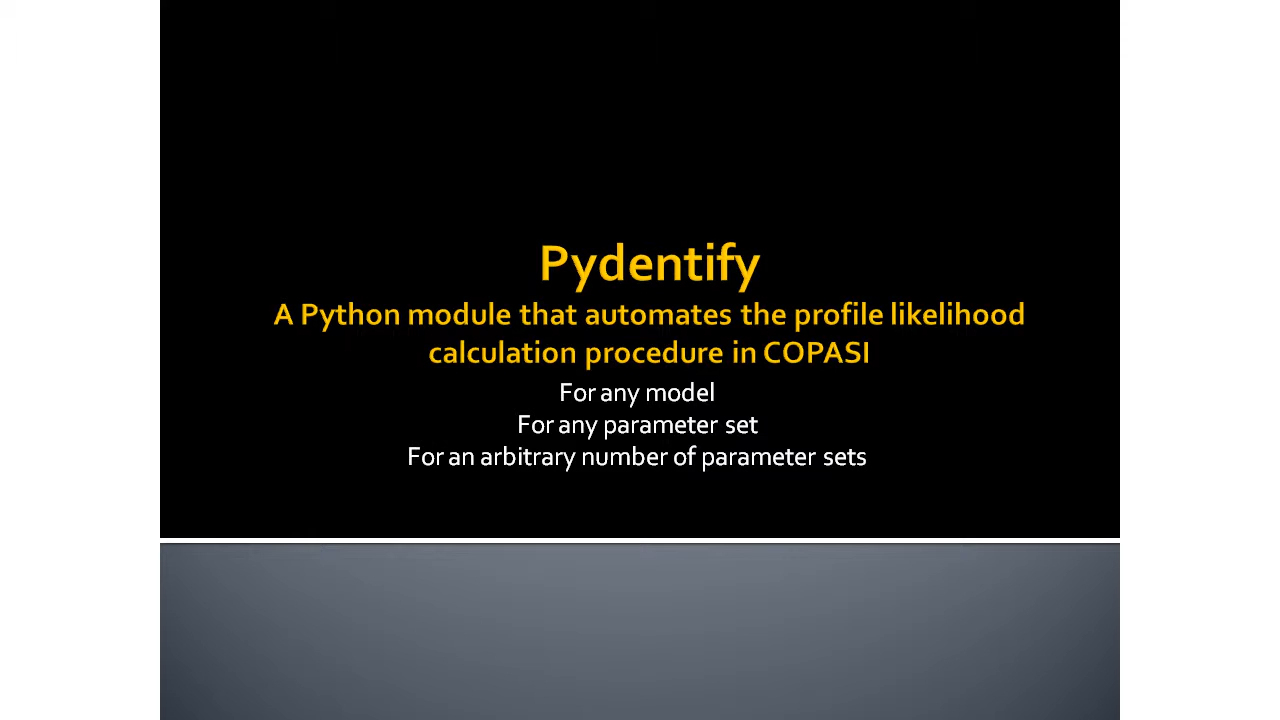 Pydentify
A Python module that automates the profile likelihood
calculation procedure in COPASI
For any model
For any parameter set
For an arbitrary number of parameter sets